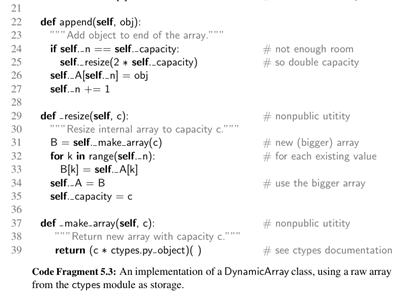 21
22 def append(self, obj):
23 """Add object to end of the array."""
24 if self._n == self._capacity: # not enough room
25 self._resize(2 * self._capacity) # so double capacity
26 self._A[self._n] = obj
27 self._n += 1
28
29 def _resize(self, c): # nonpublic utitity
30 """Resize internal array to capacity c."""
31 B = self._make_array(c) # new (bigger) array
32 for k in range(self._n): # for each existing value
33 B[k] = self._A[k]
34 self._A = B # use the bigger array
35 self._capacity = c
36
37 def _make_array(self, c): # nonpublic utitity
38 """Return new array with capacity c."""
39 return (c * ctypes.py_object)( ) # see ctypes documentation
Code Fragment 5.3: An implementation of a DynamicArray class, using a raw array
from the ctypes module as storage.